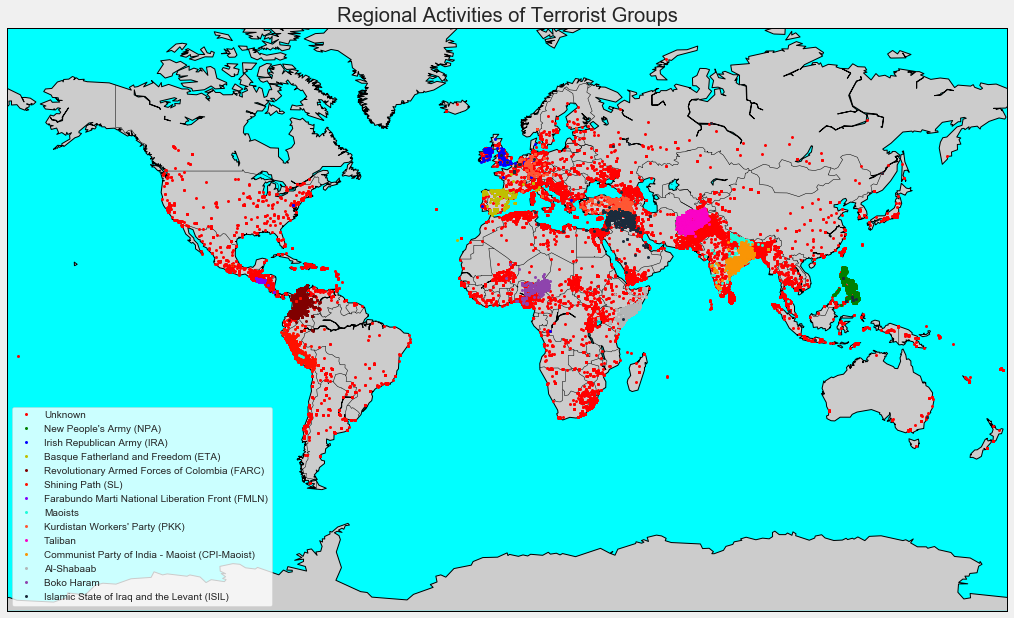 Regional Activities of Terrorist Groups
Unknown
New People's Army (NPA)
Irish Republican Army (IRA)
Basque Fatherland and Freedom (ETA)
Revolutionary Armed Forces of Colombia (FARC)
Shining Path (SL)
Farabundo Marti National Liberation Front (FMLN)
Maoists
Kurdistan Workers' Party (PKK)
Taliban
Communist Party of India - Maoist (CPI-Maoist)
Al-Shabaab
Boko Haram
Islamic State of Iraq and the Levant (ISIL)